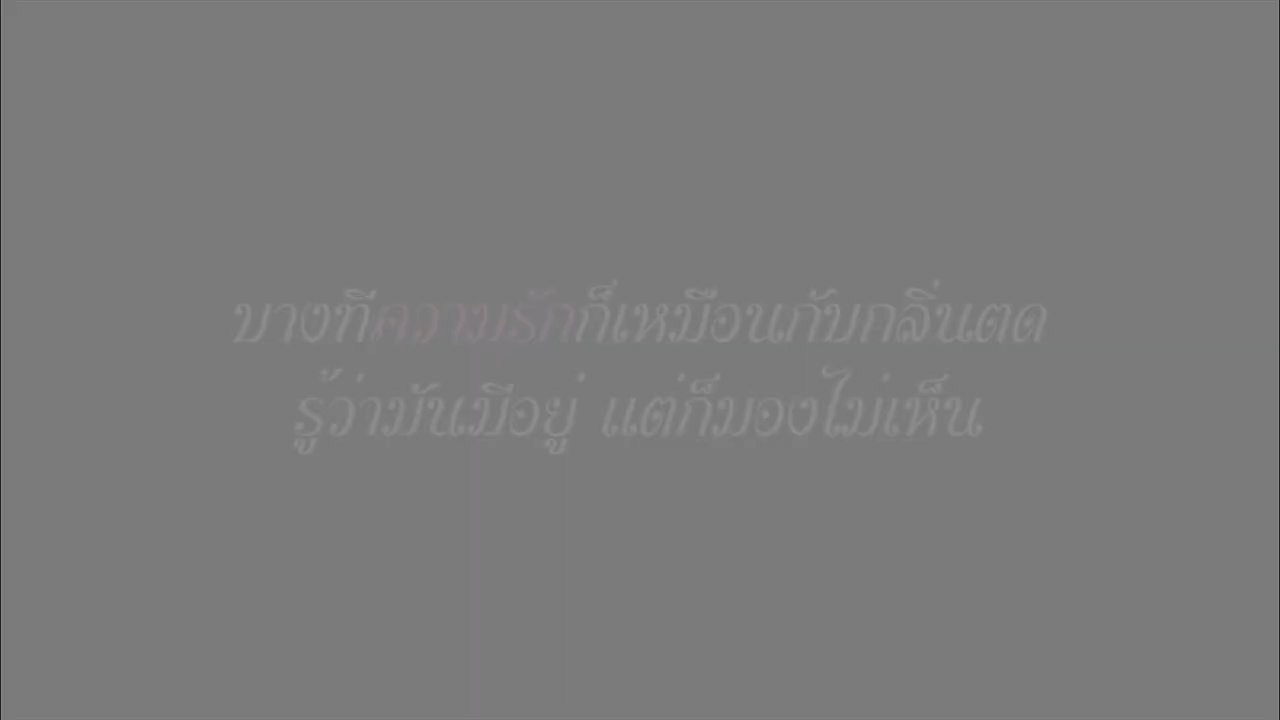 บางทีความรักก็เหมือนกับกลิ่นตด
รู้ว่ามันมีอยู่ แต่ก็มองไม่เห็น